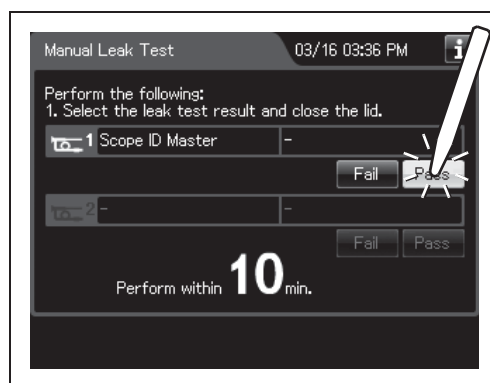 Manual Leak Test 03/16 03:36 PM i
Perform the following:
1. Select the leak test result and close the lid.
1 Scope ID Master -
Fail Pass
2 - -
Fail Pass
Perform within 10 min.